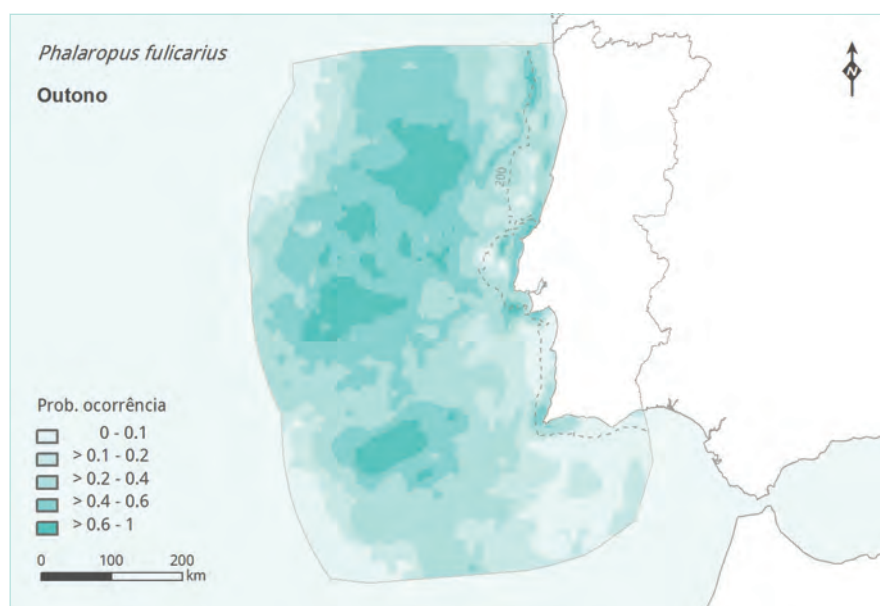 Phalaropus fulicarius
Outono
N
200
Prob. ocorrência
0 - 0.1
> 0.1 - 0.2
> 0.2 - 0.4
> 0.4 - 0.6
> 0.6 - 1
0 100 200
km